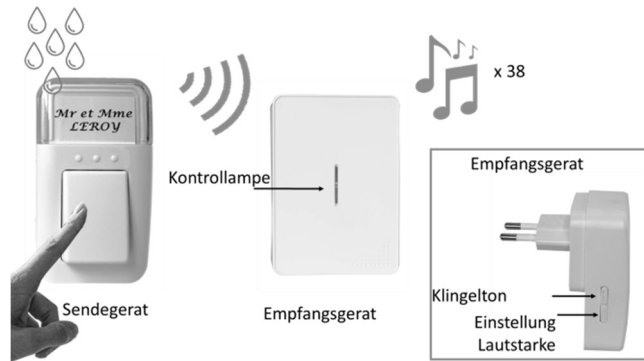 Mr et Mme
LEROY
x 38
Kontrollampe
Sendegerat
Empfangsgerat
Empfangsgerat
Klingelton
Einstellung
Lautstarke